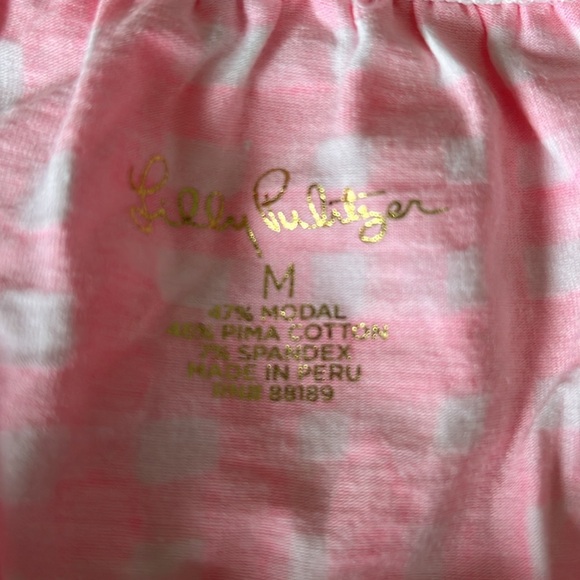 Lilly Pulitzer
M
47% MODAL
46% PIMA COTTON
7% SPANDEX
MADE IN PERU
RN# 88189